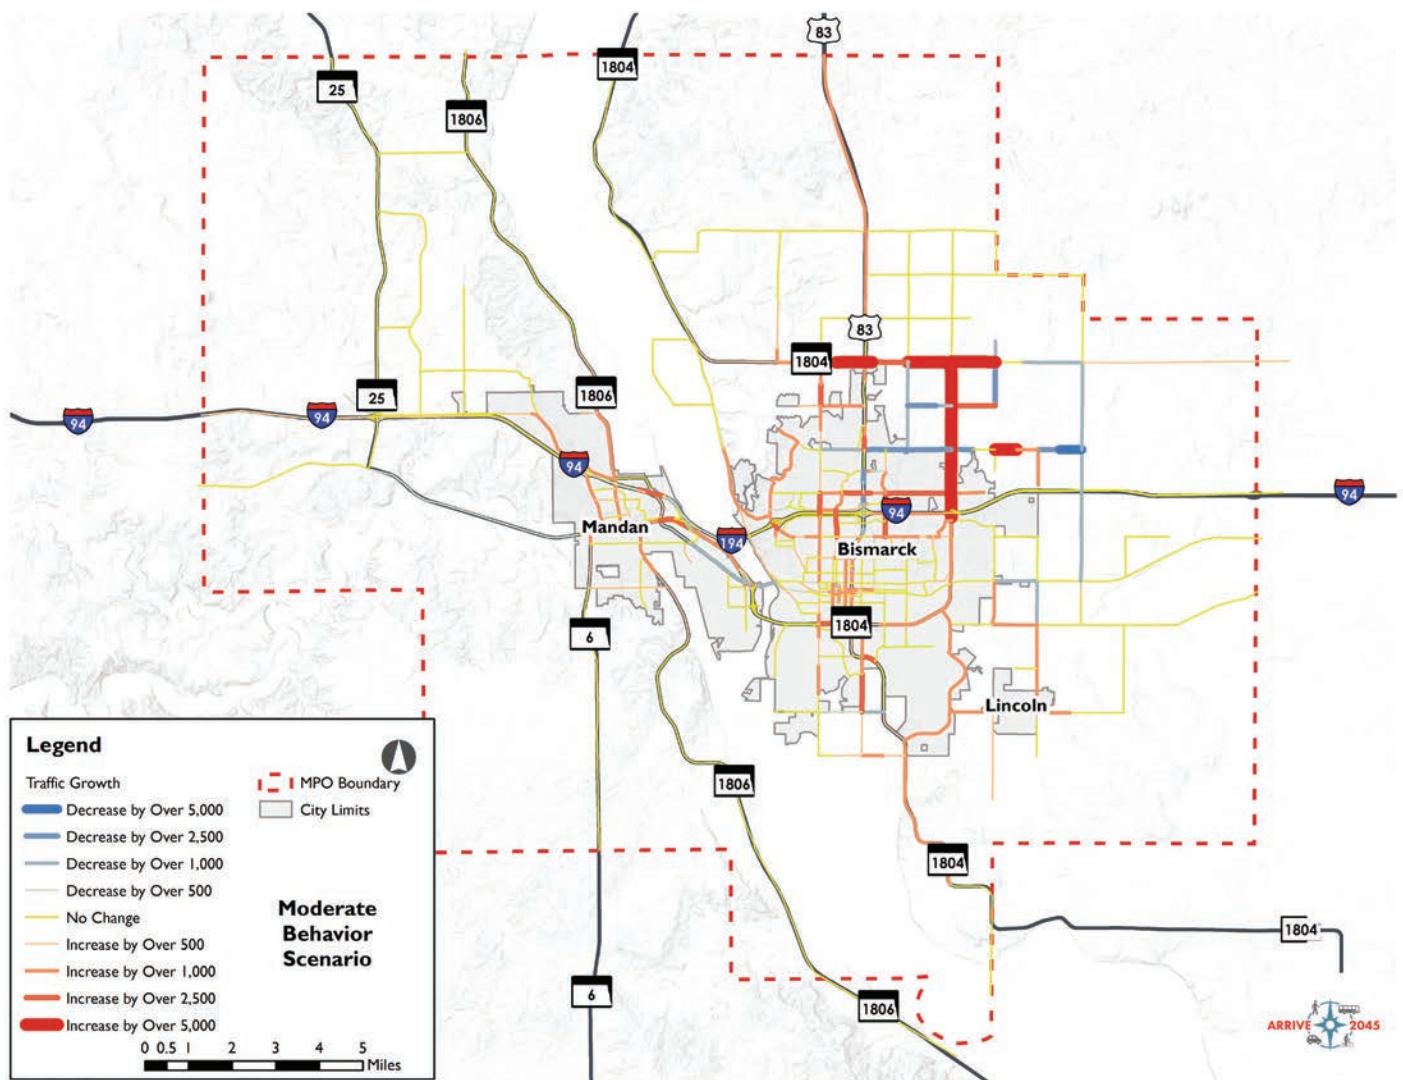 83
1804
25
1806
83
1804
25
1806
94
94
94
94
94
Mandan
194
Bismarck
1804
6
Lincoln
Legend
Traffic Growth
MPO Boundary
Decrease by Over 5,000
City Limits
Decrease by Over 2,500
Decrease by Over 1,000
Decrease by Over 500
No Change
Increase by Over 500
Increase by Over 1,000
Increase by Over 2,500
Increase by Over 5,000
Moderate
Behavior
Scenario
0 0.5 1 2 3 4 5
Miles
1806
1804
1804
6
1806
ARRIVE 2045